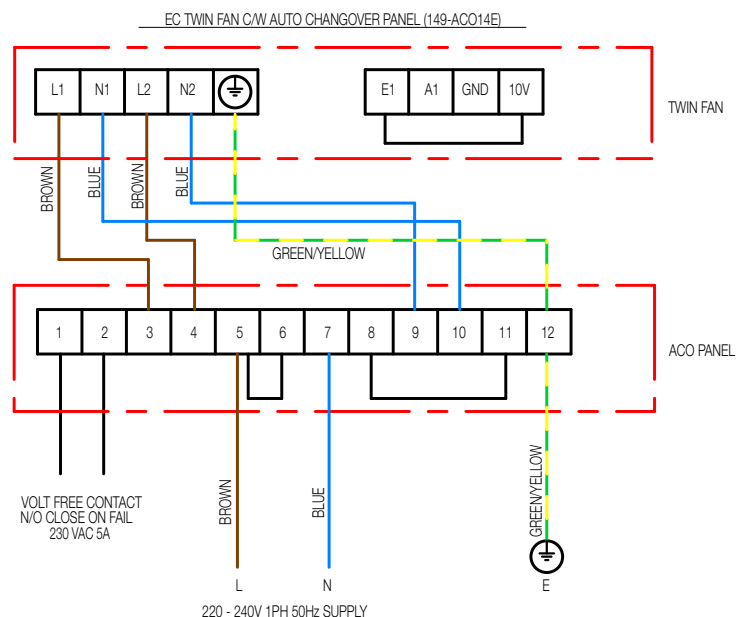 EC TWIN FAN C/W AUTO CHANGOVER PANEL (149-ACO14E)
L1 N1 L2 N2
E1 A1 GND 10V
TWIN FAN
BROWN
BLUE
BROWN
BLUE
GREEN/YELLOW
1 2 3 4 5 6 7 8 9 10 11 12
ACO PANEL
VOLT FREE CONTACT
N/O CLOSE ON FAIL
230 VAC 5A
BROWN
BLUE
GREEN/YELLOW
L
N
E
220 - 240V 1PH 50Hz SUPPLY